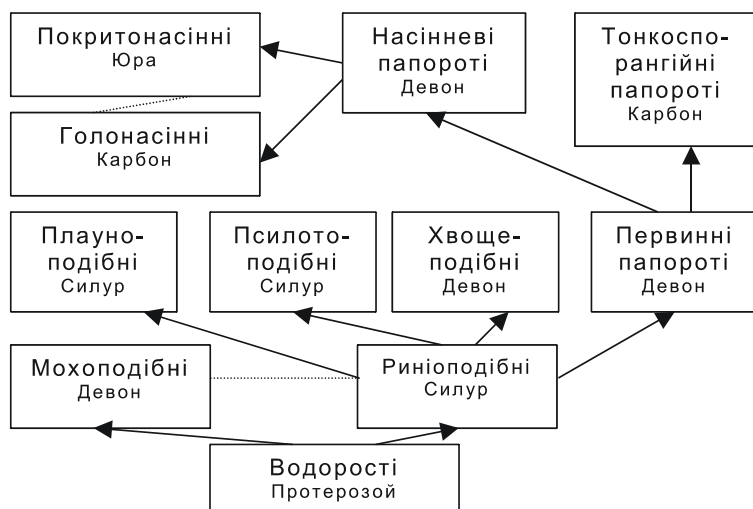 Покритонасінні
Юра
Насінневі
папороті
Девон
Тонкоспо-
рангійні
папороті
Карбон
Голонасінні
Карбон
Плауно-
подібні
Силур
Псилото-
подібні
Силур
Хвоще-
подібні
Девон
Первинні
папороті
Девон
Мохоподібні
Девон
Риніоподібні
Силур
Водорості
Протерозой